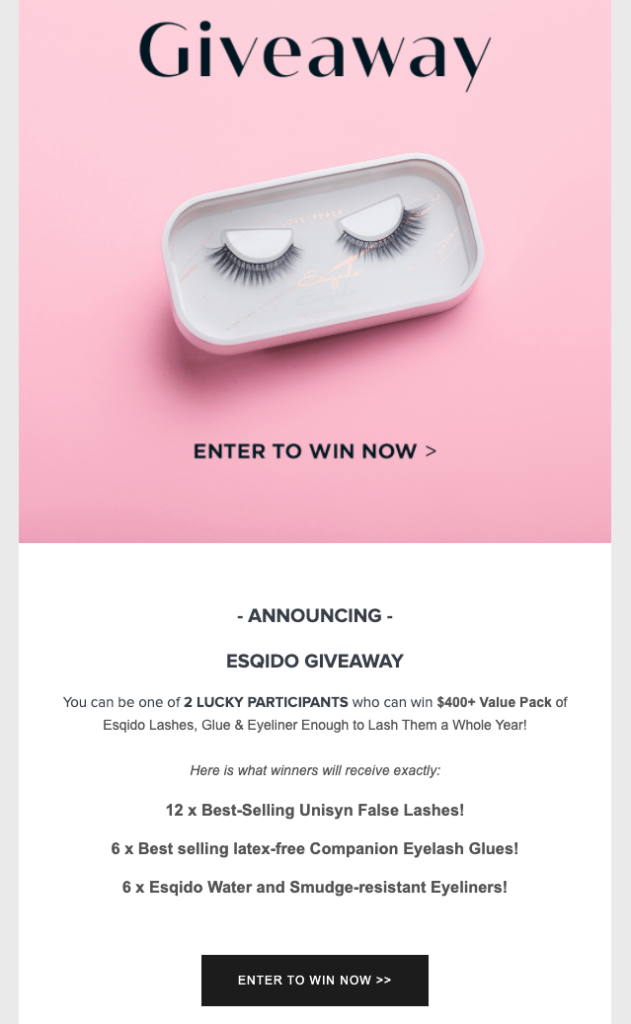 Giveaway
Esqido
ENTER TO WIN NOW >
- ANNOUNCING -
ESQIDO GIVEAWAY
You can be one of 2 LUCKY PARTICIPANTS who can win $400+ Value Pack of
Esqido Lashes, Glue & Eyeliner Enough to Lash Them a Whole Year!
Here is what winners will receive exactly:
12 x Best-Selling Unisyn False Lashes!
6 x Best selling latex-free Companion Eyelash Glues!
6 x Esqido Water and Smudge-resistant Eyeliners!
ENTER TO WIN NOW >>